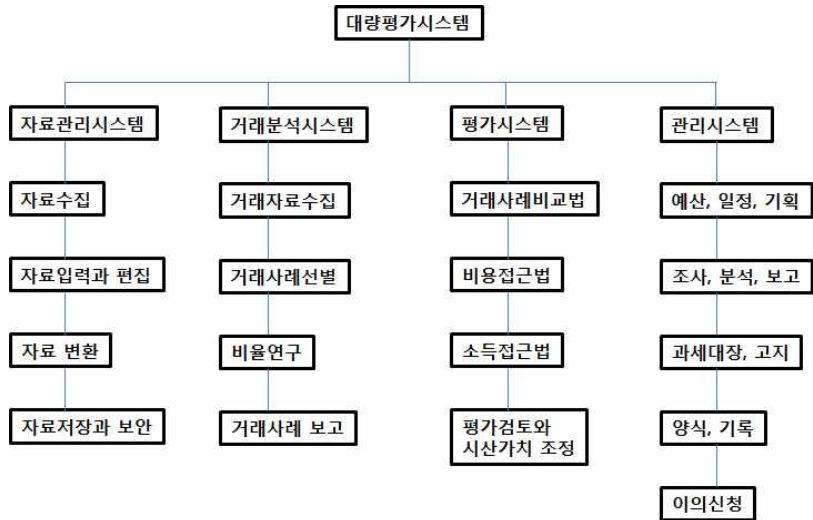 대량평가시스템
자료관리시스템
거래분석시스템
평가시스템
관리시스템
자료수집
거래자료수집
거래사례비교법
예산, 일정, 기획
자료입력과 편집
거래사례선별
비용접근법
조사, 분석, 보고
자료 변환
비율연구
소득접근법
과세대장, 고지
자료저장과 보안
거래사례 보고
평가검토와
시산가치 조정
양식, 기록
이의신청